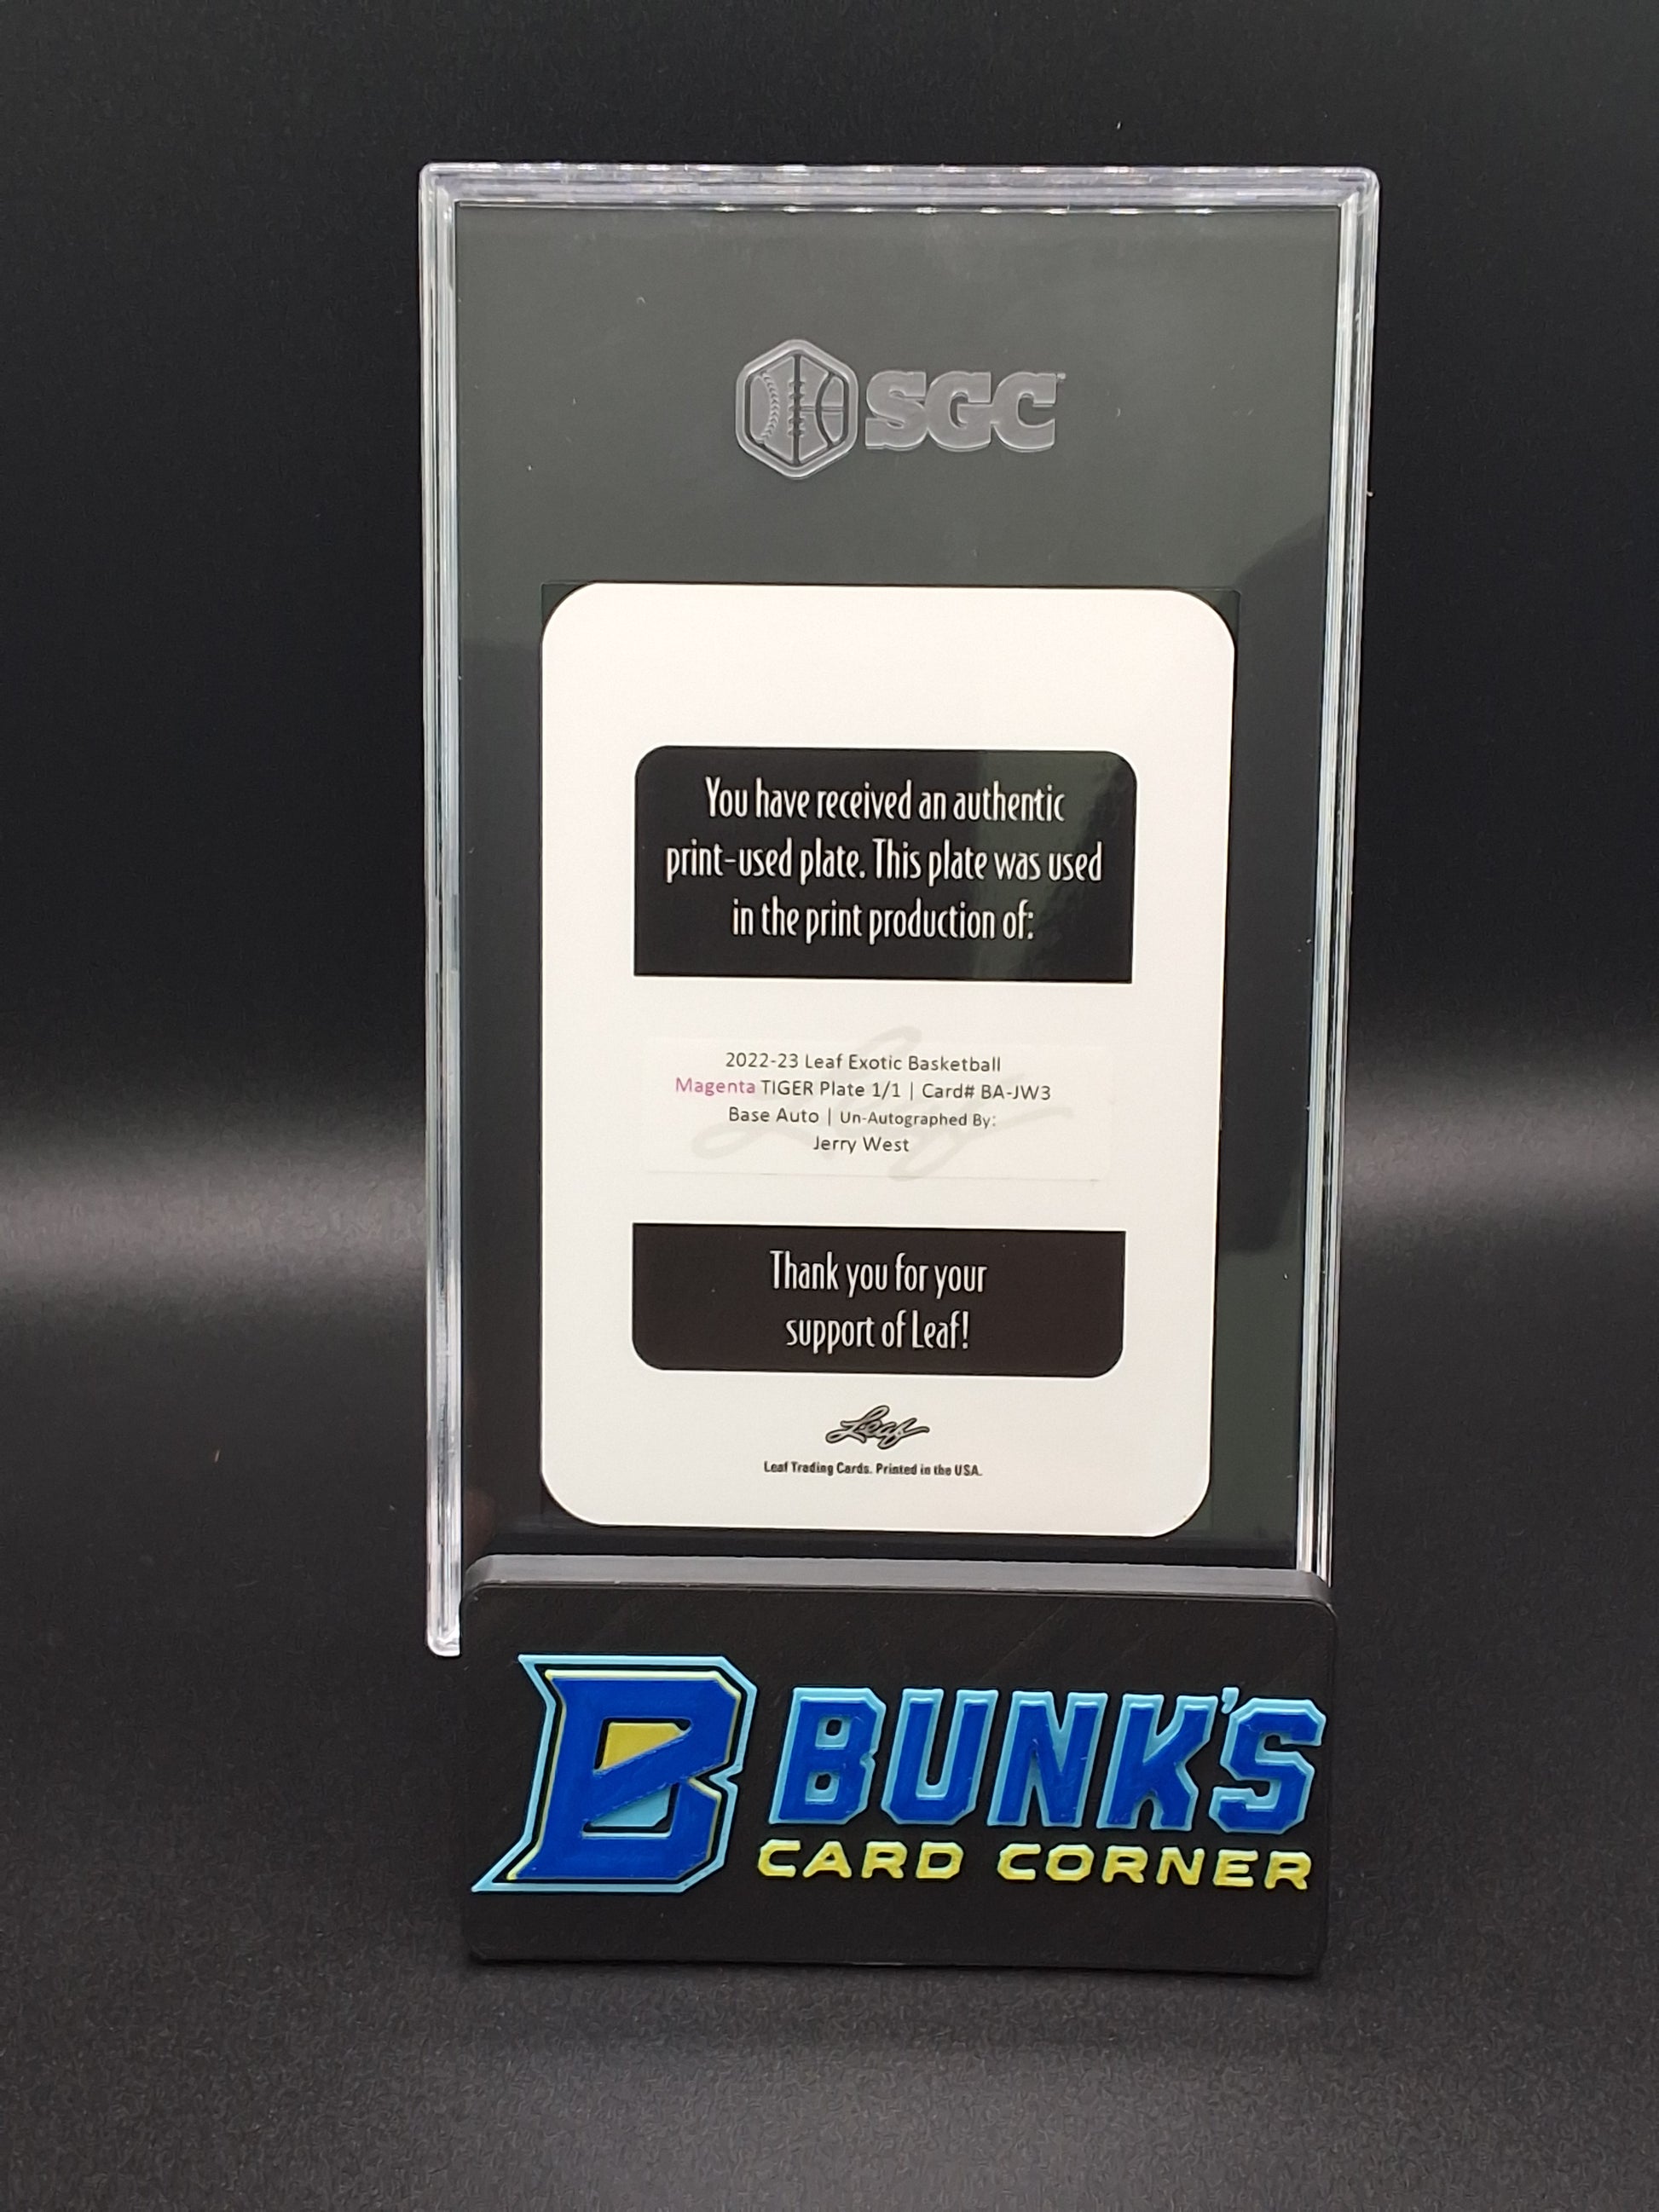 SGC
You have received an authentic
print-used plate. This plate was used
in the print production of:
2022-23 Leaf Exotic Basketball
Magenta TIGER Plate 1/1 | Card# BA-JW3
Base Auto | Un-Autographed By:
Jerry West
Thank you for your
support of Leaf!
Leaf
Leaf Trading Cards. Printed in the USA.
B BUNK'S
CARD CORNER